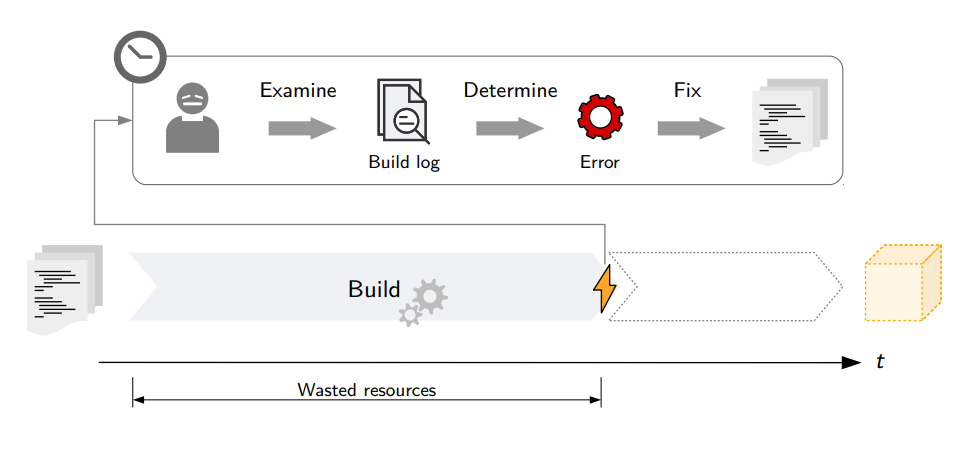 Examine
Determine
Fix
Build log
Error
Build
t
Wasted resources